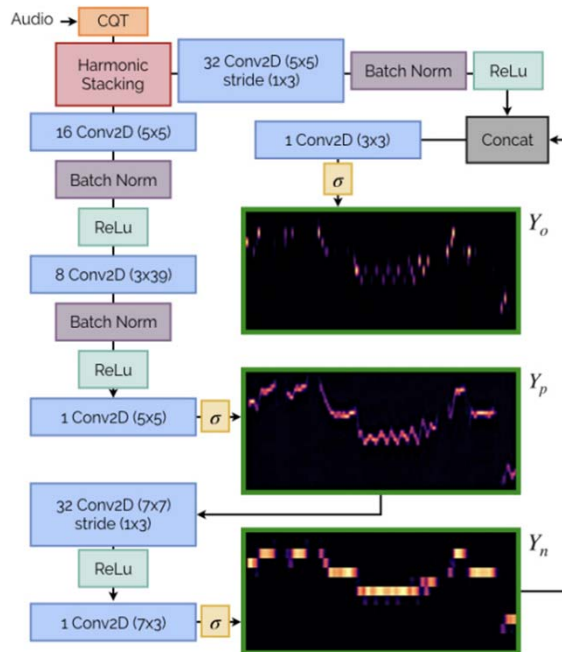 Audio
CQT
Harmonic
Stacking
32 Conv2D (5x5)
stride (1x3)
Batch Norm
ReLu
16 Conv2D (5x5)
1 Conv2D (3x3)
Concat
Batch Norm
σ
ReLu
Yo
8 Conv2D (3x39)
Batch Norm
ReLu
1 Conv2D (5x5)
σ
Yp
32 Conv2D (7x7)
stride (1x3)
ReLu
1 Conv2D (7x3)
σ
Yn